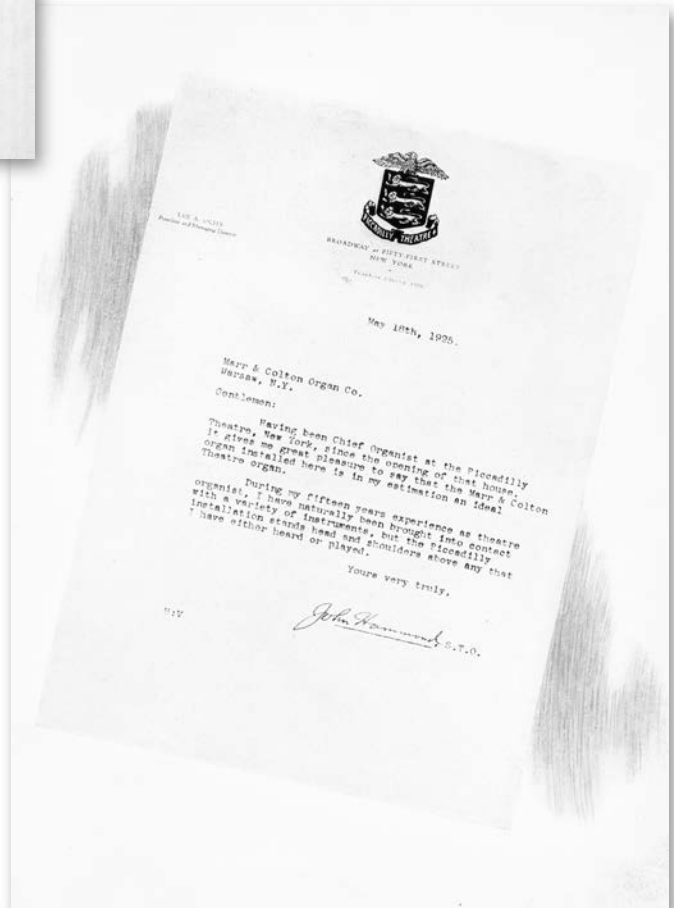 PICCADILLY THEATRE
President and Managing Director
BROADWAY at FIFTY-FIRST STREET
NEW YORK
May 18th, 1925.
Marr & Colton Organ Co.
Warsaw, N.Y.
Gentlemen:
Having been Chief Organist at the Piccadilly
Theatre, New York, since the opening of that house.
It gives me great pleasure to say that the Marr & Colton
organ installed here is in my estimation an ideal
Theatre organ.
During my fifteen years experience as theatre
organist, I have naturally been brought into contact
with a variety of instruments, but the Piccadilly
installation stands head and shoulders above any that
I have either heard or played.
Yours very truly,
H:V
John Hammond, S.T.O.